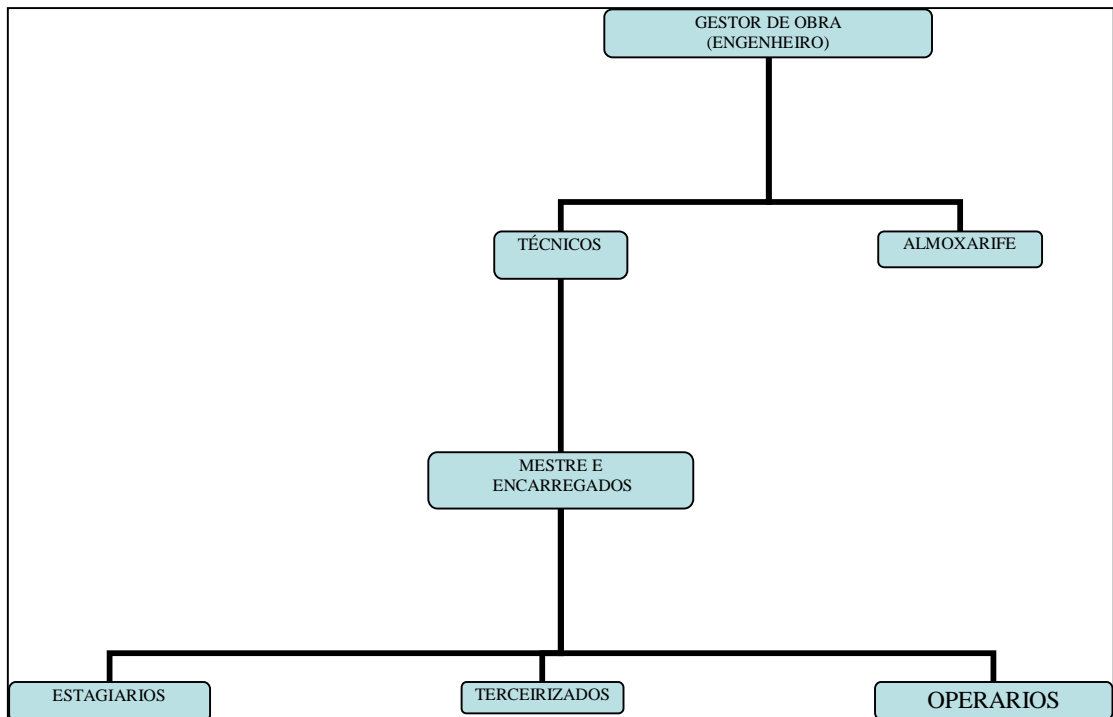 GESTOR DE OBRA
(ENGENHEIRO)
TÉCNICOS
ALMOXARIFE
MESTRE E
ENCARREGADOS
ESTAGIARIOS
TERCEIRIZADOS
OPERARIOS